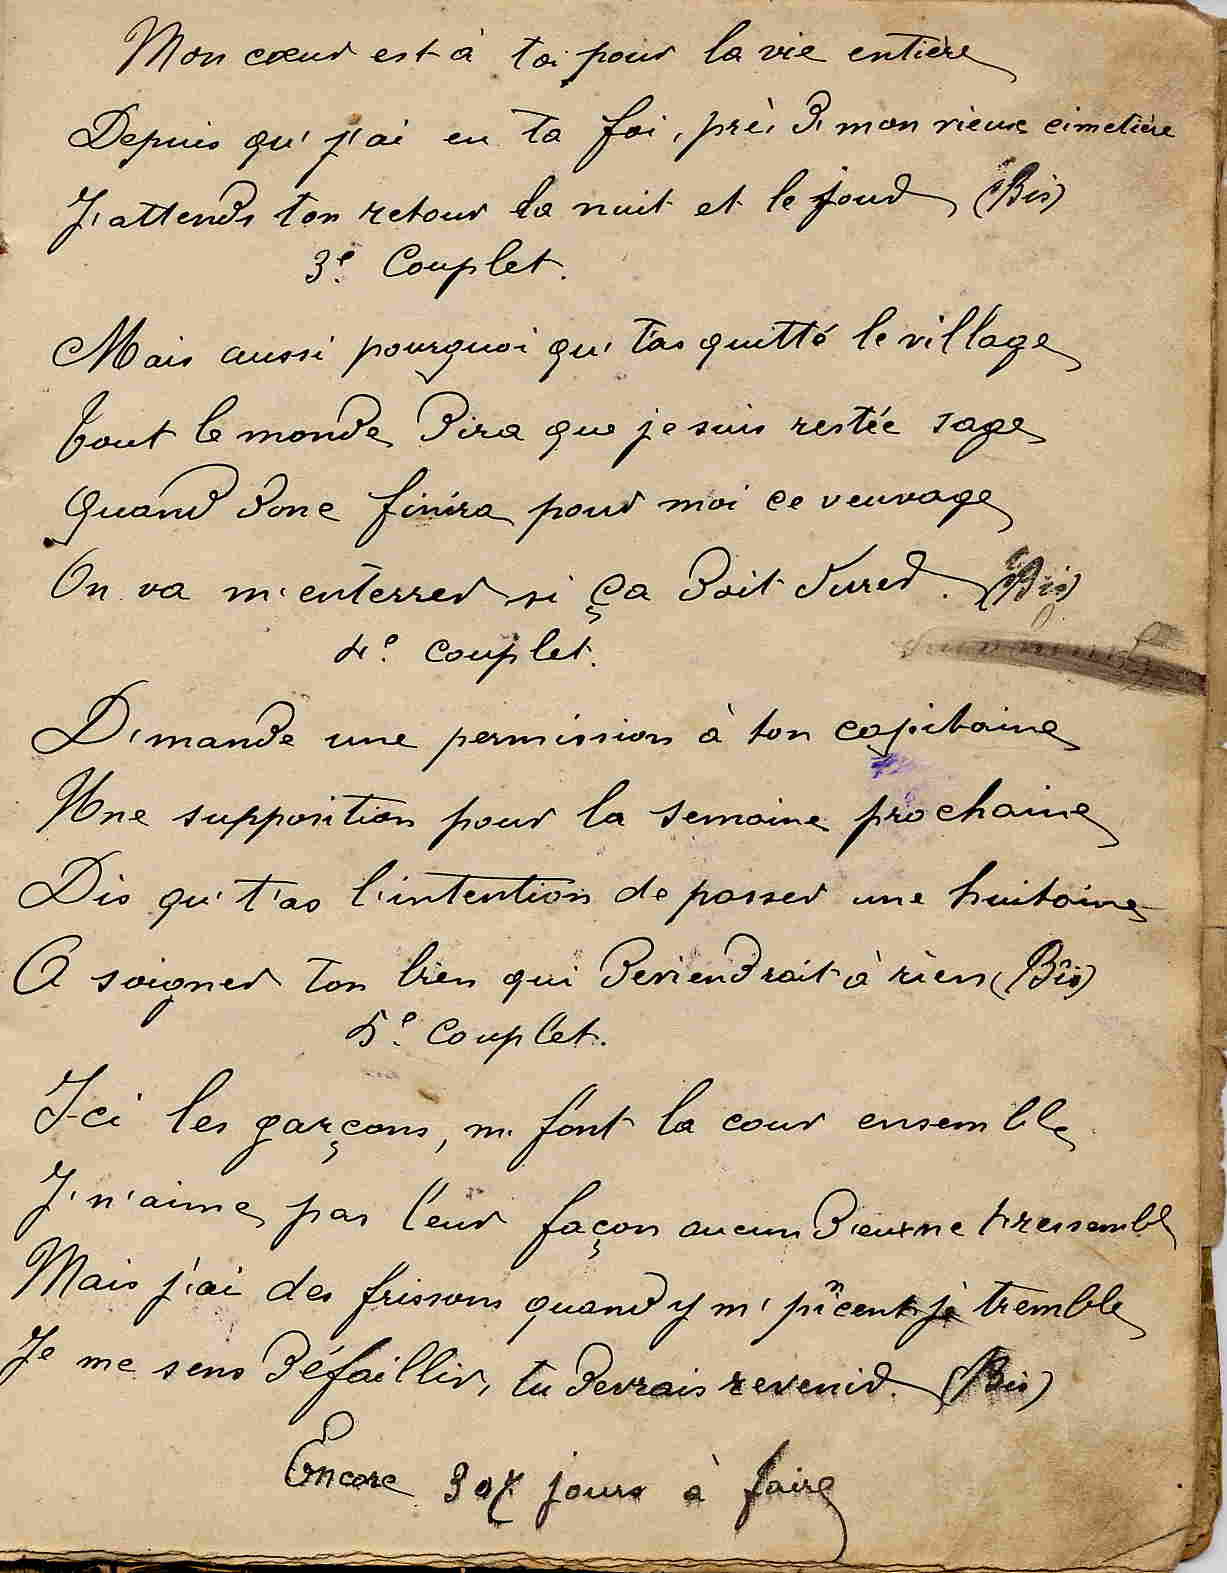 Mon cœur est à toi pour la vie entière
Depuis qu' j'ai eu ta foi, près d' mon vieux cimetière
J'attends ton retour la nuit et le jour (Bis)
3e. Couplet.
Mais aussi pourquoi qu' t'as quitté le village
Tout le monde dira que je suis restée sage
Quand donc finira pour moi ce veuvage
On va m'enterrer si ça doit durer. (Bis)
4e. couplet.
D'mande une permission à ton capitaine
Une supposition pour la semaine prochaine
Dis qu' t'as l'intention de passer une huitaine
A soigner ton bien qui deviendrait à rien (Bis)
5e. Couplet.
Ici les garçons, m' font la cour ensemble
J' n'aime pas leur façon aucun d'eux ne t'ressembl
Mais j'ai des frissons quand y m' pincent je tremble
Je me sens défaillir, tu devrais revenir. (Bis)
Encore 307 jours à faire